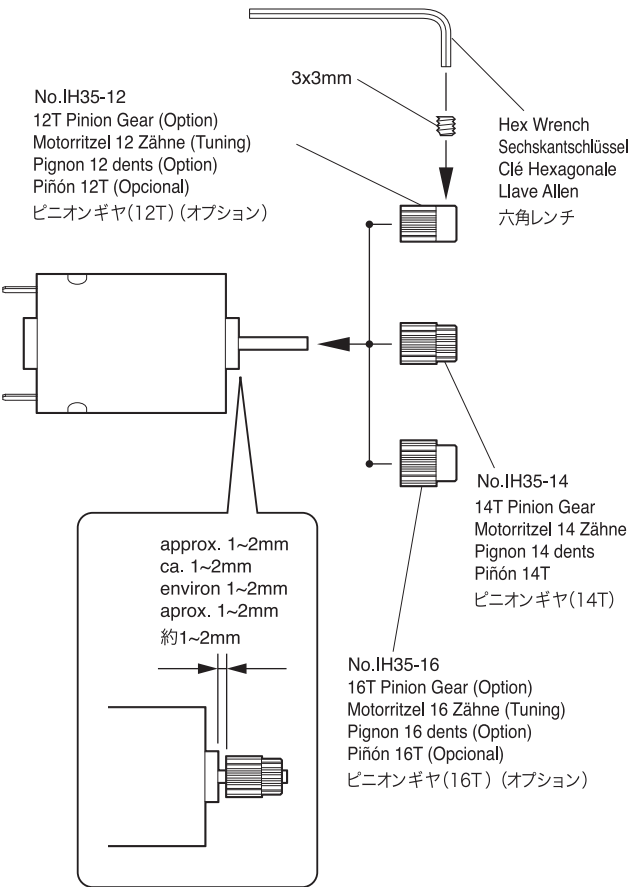 3x3mm
No.IH35-12
12T Pinion Gear (Option)
Motorritzel 12 Zähne (Tuning)
Pignon 12 dents (Option)
Piñón 12T (Opcional)
ピニオンギヤ(12T) (オプション)
Hex Wrench
Sechskantschlüssel
Clé Hexagonale
Llave Allen
六角レンチ
No.IH35-14
14T Pinion Gear
Motorritzel 14 Zähne
Pignon 14 dents
Piñón 14T
ピニオンギヤ(14T)
approx. 1~2mm
ca. 1~2mm
environ 1~2mm
aprox. 1~2mm
約1~2mm
No.IH35-16
16T Pinion Gear (Option)
Motorritzel 16 Zähne (Tuning)
Pignon 16 dents (Option)
Piñón 16T (Opcional)
ピニオンギヤ(16T) (オプション)